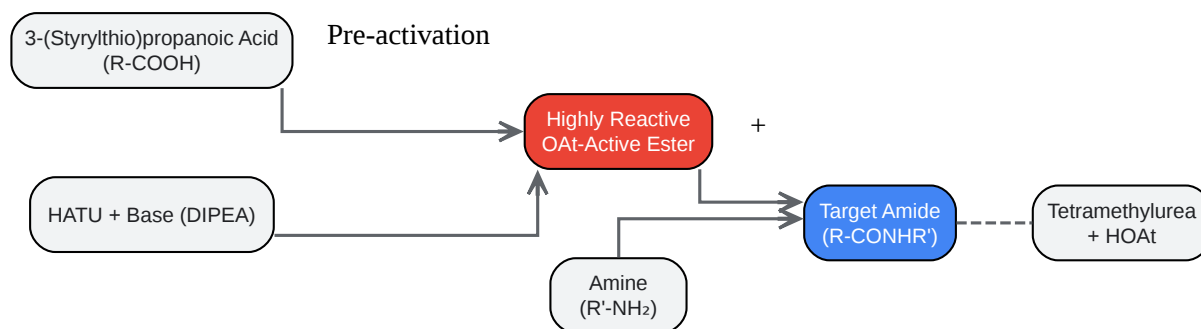 3-(Styrylthio)propanoic Acid
(R-COOH)
Pre-activation
Highly Reactive
OAt-Active Ester
+
HATU + Base (DIPEA)
Target Amide
(R-CONHR')
Tetramethylurea
+ HOAt
Amine
(R'-NH₂)